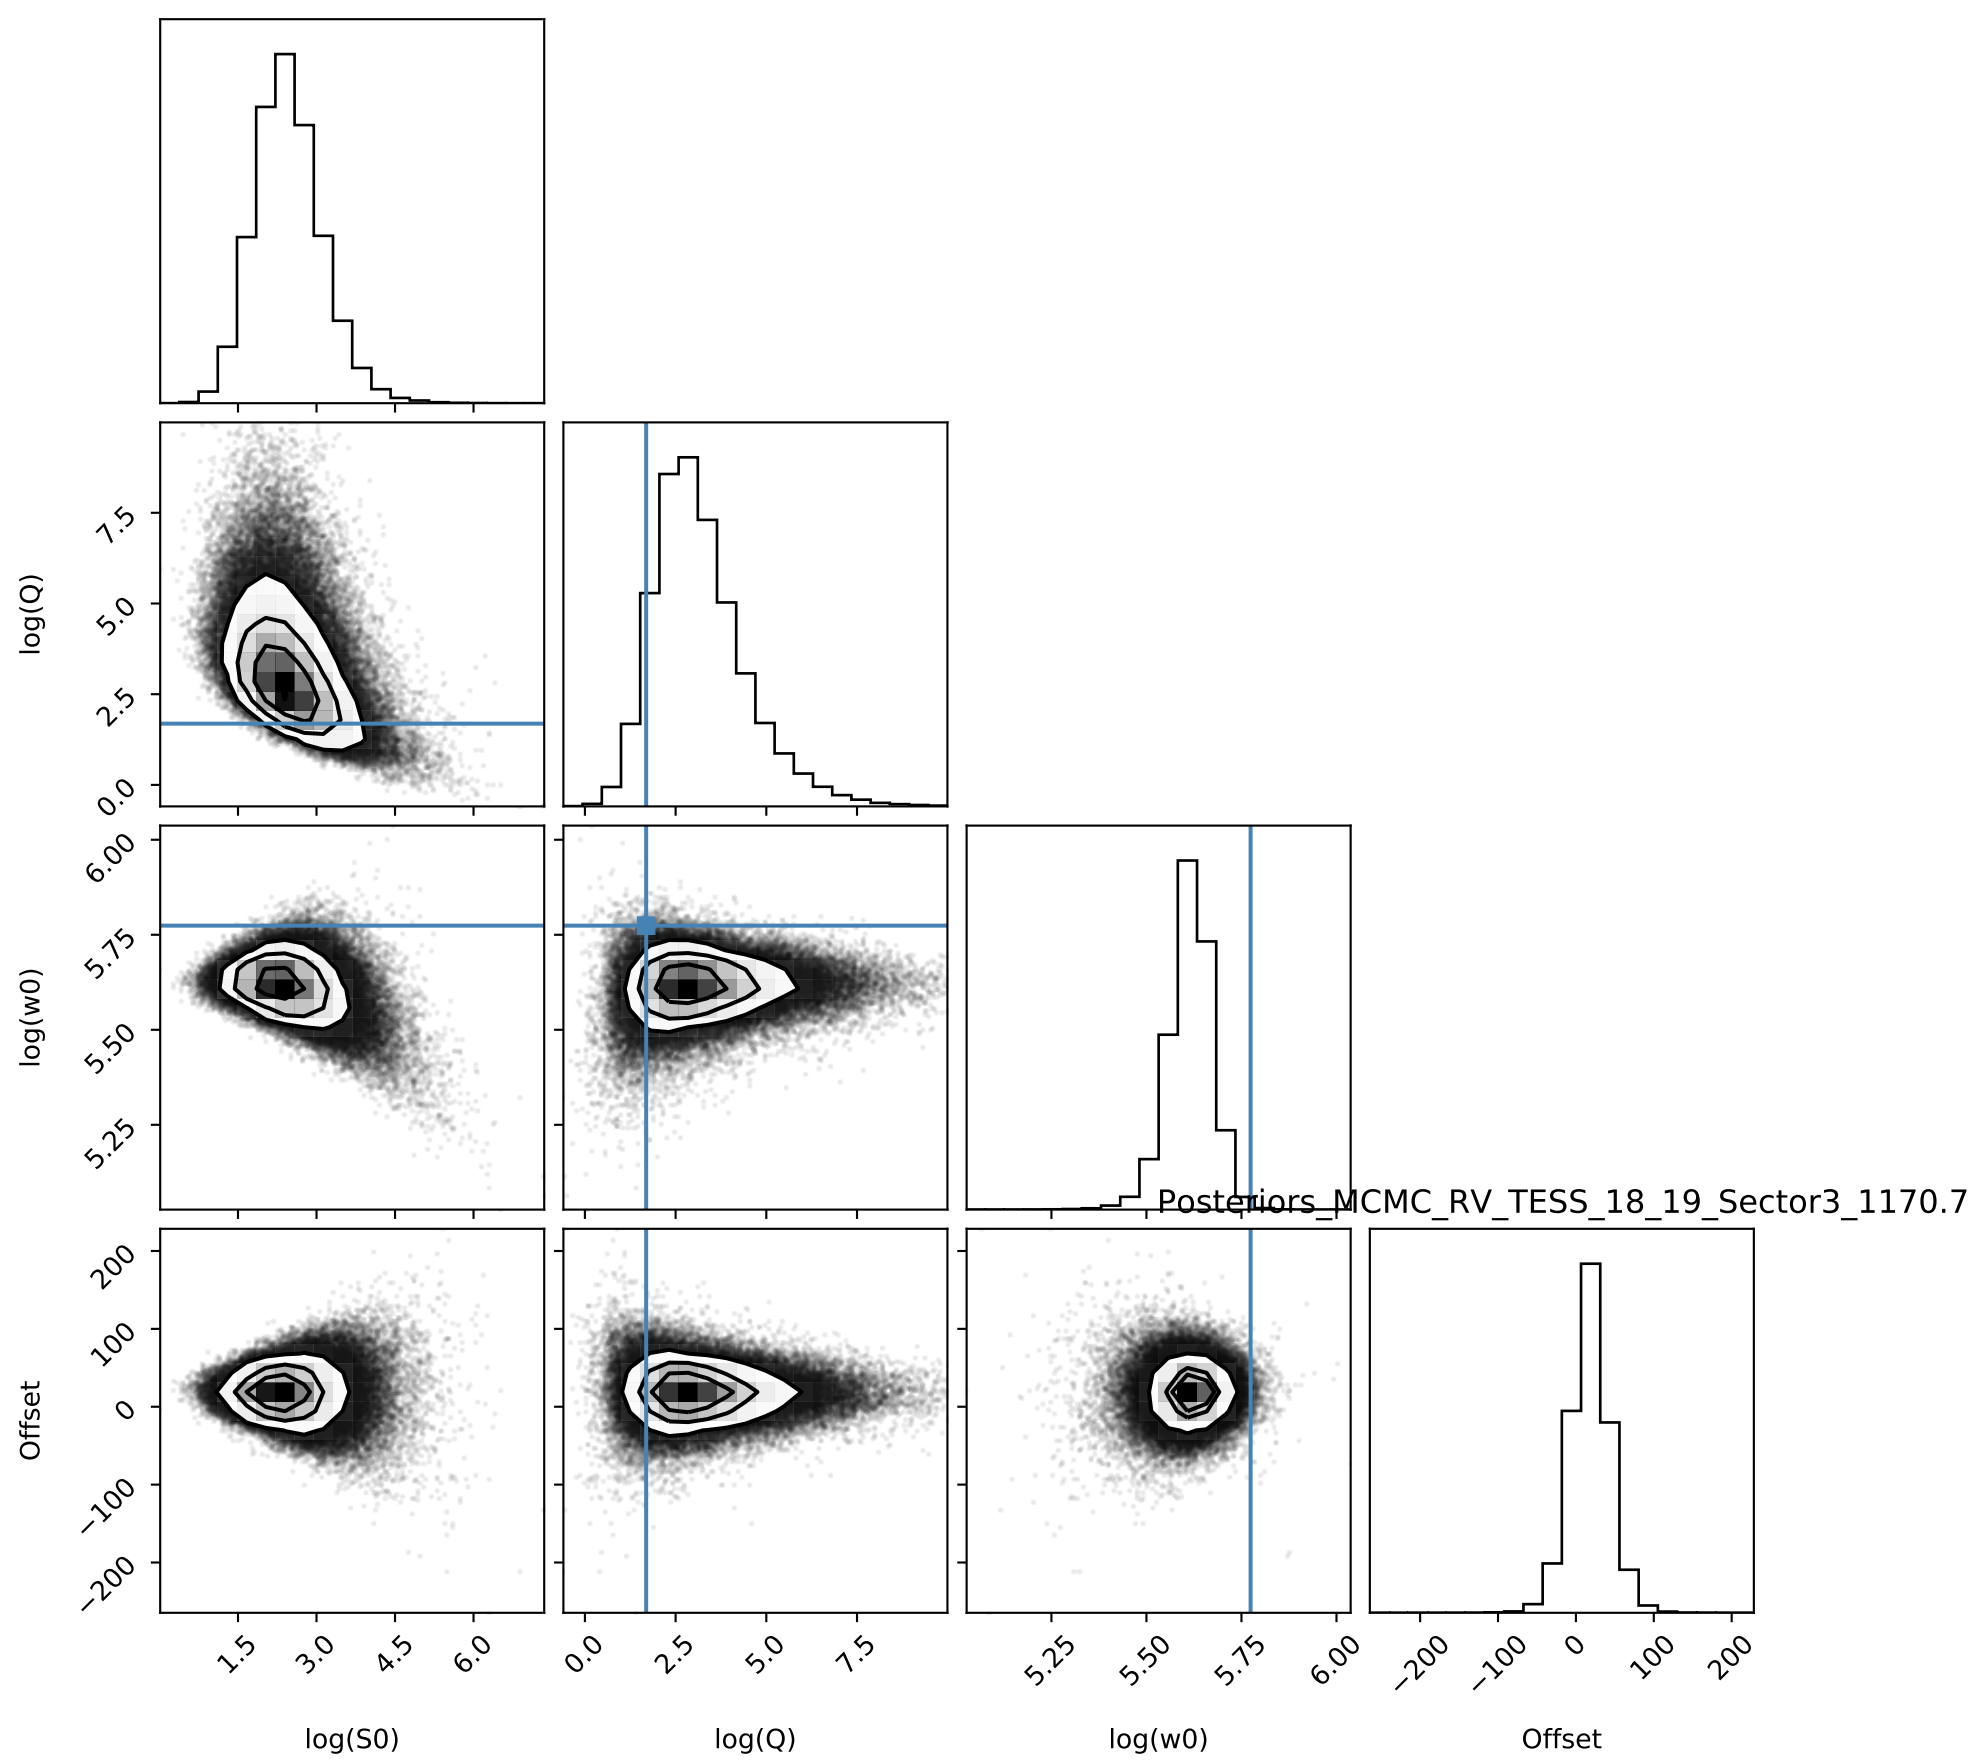 log(Q)
7.5
5.0
2.5
0.0
log(w0)
6.00
5.75
5.50
5.25
Posteriors_MCMC_RV_TESS_18_19_Sector3_1170.7
Offset
200
100
0
−100
−200
1.5 3.0 4.5 6.0
0.0 2.5 5.0 7.5
5.25 5.50 5.75 6.00
−200 −100 0 100 200
log(S0)
log(Q)
log(w0)
Offset